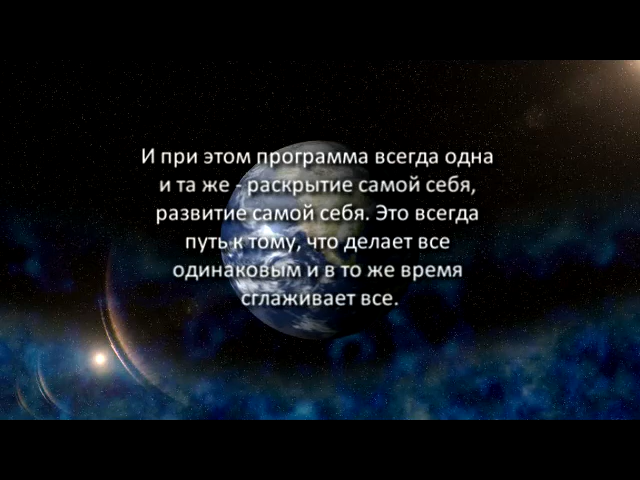 И при этом программа всегда одна
и та же - раскрытие самой себя,
развитие самой себя. Это всегда
путь к тому, что делает все
одинаковым и в то же время
сглаживает все.